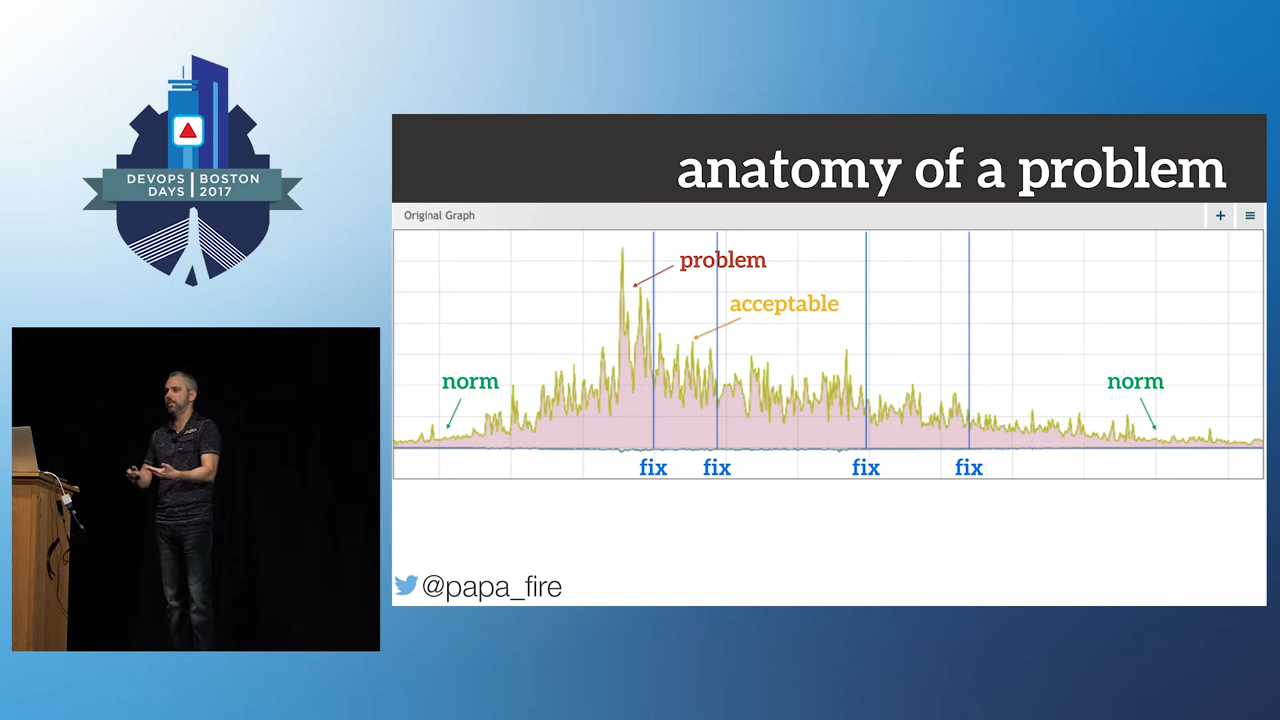 DEVOPS BOSTON
DAYS 2017
anatomy of a problem
Original Graph
problem
acceptable
norm
norm
fix fix fix fix
@papa_fire